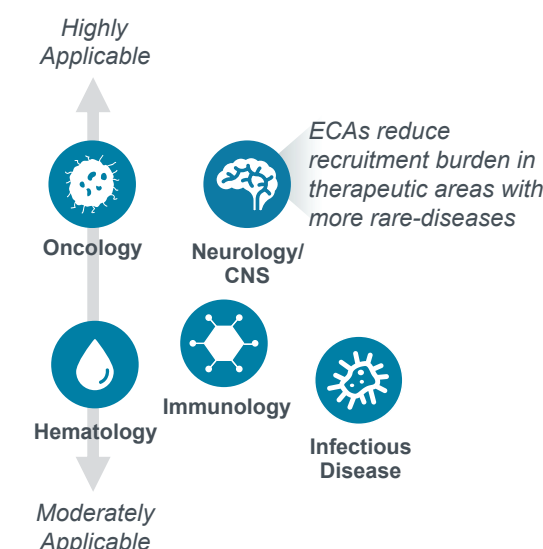 Highly
Applicable
ECAs reduce
recruitment burden in
therapeutic areas with
more rare-diseases
Oncology
Neurology/
CNS
Immunology
Hematology
Infectious
Disease
Moderately
Applicable